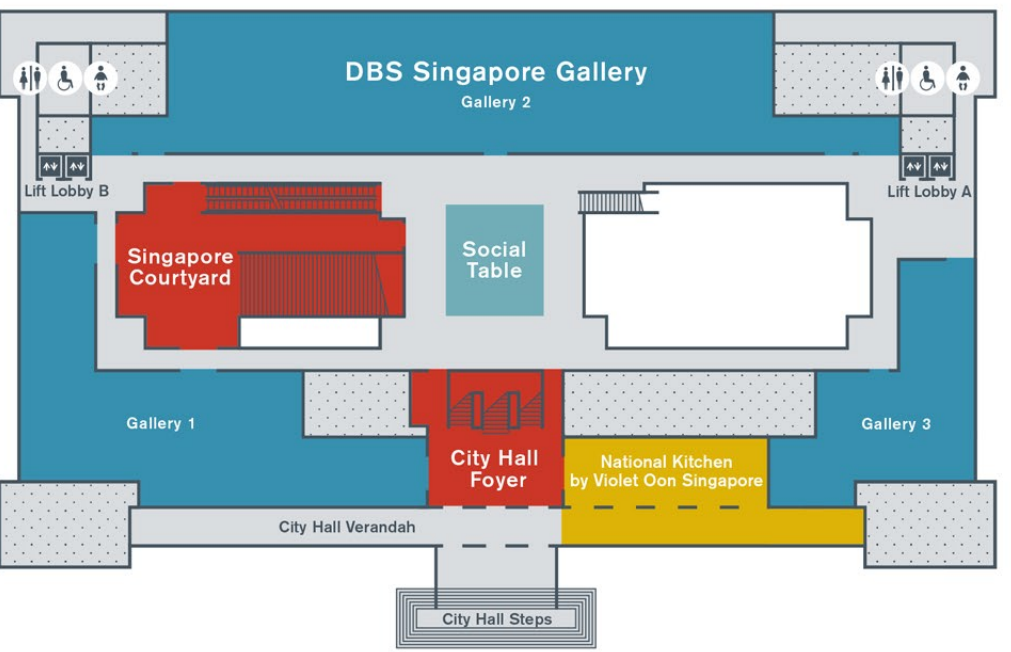 DBS Singapore Gallery
Gallery 2
Lift Lobby B
Lift Lobby A
Singapore
Courtyard
Social
Table
Gallery 1
Gallery 3
City Hall
Foyer
National Kitchen
by Violet Oon Singapore
City Hall Verandah
City Hall Steps